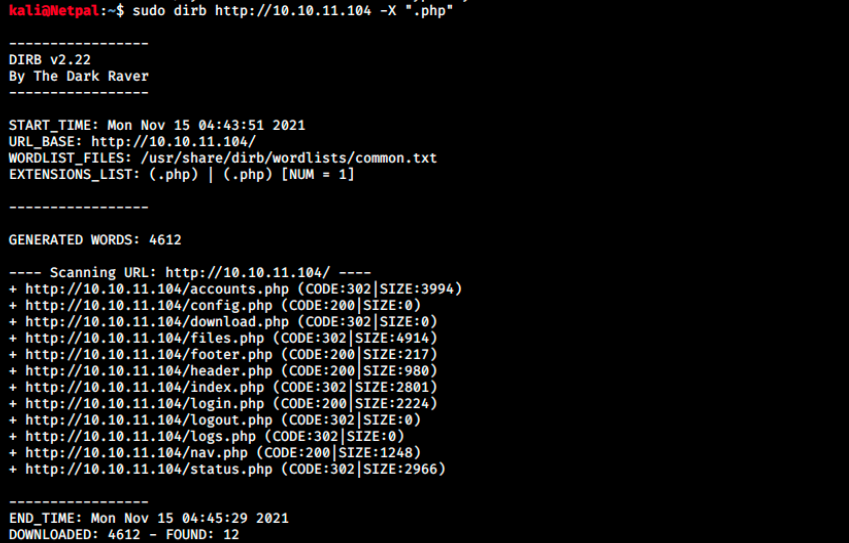 kali@Netpal:~$ sudo dirb http://10.10.11.104 -X ".php"
-----------------
DIRB v2.22
By The Dark Raver
-----------------
START_TIME: Mon Nov 15 04:43:51 2021
URL_BASE: http://10.10.11.104/
WORDLIST_FILES: /usr/share/dirb/wordlists/common.txt
EXTENSIONS_LIST: (.php) | (.php) [NUM = 1]
-----------------
GENERATED WORDS: 4612
---- Scanning URL: http://10.10.11.104/ ----
+ http://10.10.11.104/accounts.php (CODE:302|SIZE:3994)
+ http://10.10.11.104/config.php (CODE:200|SIZE:0)
+ http://10.10.11.104/download.php (CODE:302|SIZE:0)
+ http://10.10.11.104/files.php (CODE:302|SIZE:4914)
+ http://10.10.11.104/footer.php (CODE:200|SIZE:217)
+ http://10.10.11.104/header.php (CODE:200|SIZE:980)
+ http://10.10.11.104/index.php (CODE:302|SIZE:2801)
+ http://10.10.11.104/login.php (CODE:200|SIZE:2224)
+ http://10.10.11.104/logout.php (CODE:302|SIZE:0)
+ http://10.10.11.104/logs.php (CODE:302|SIZE:0)
+ http://10.10.11.104/nav.php (CODE:200|SIZE:1248)
+ http://10.10.11.104/status.php (CODE:302|SIZE:2966)
-----------------
END_TIME: Mon Nov 15 04:45:29 2021
DOWNLOADED: 4612 - FOUND: 12